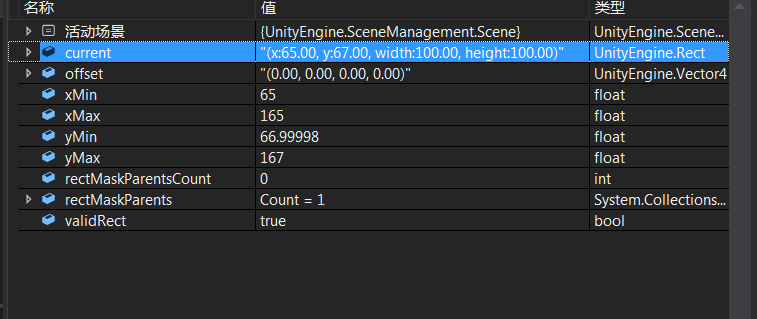 名称 值 类型
活动场景 {UnityEngine.SceneManagement.Scene} UnityEngine.Scene...
current "(x:65.00, y:67.00, width:100.00, height:100.00)" UnityEngine.Rect
offset "(0.00, 0.00, 0.00, 0.00)" UnityEngine.Vector4
xMin 65 float
xMax 165 float
yMin 66.99998 float
yMax 167 float
rectMaskParentsCount 0 int
rectMaskParents Count = 1 System.Collections...
validRect true bool